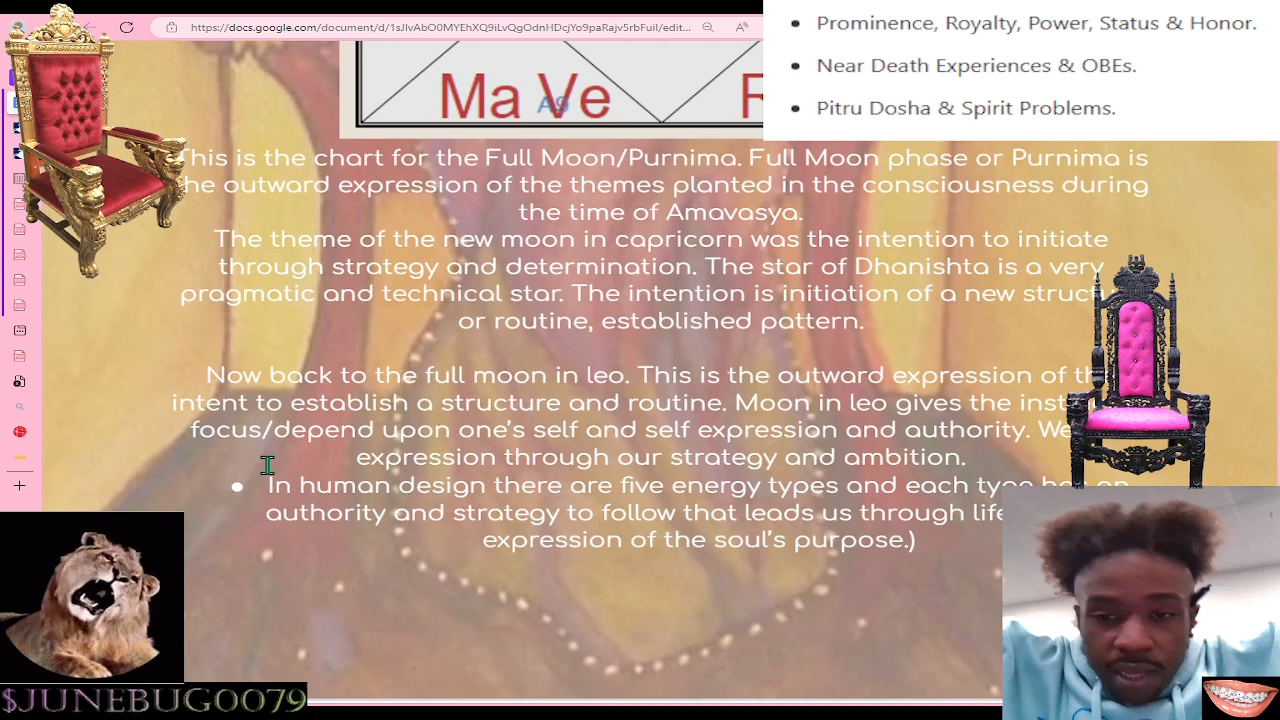 https://docs.google.com/document/d/1sJlvAbO0MYEhXQ9iLvQgOdnHDcjYo9paRajv5rbFuiI/edit...
• Prominence, Royalty, Power, Status & Honor.
• Near Death Experiences & OBEs.
• Pitru Dosha & Spirit Problems.
Ma Ve
This is the chart for the Full Moon/Purnima. Full Moon phase or Purnima is
the outward expression of the themes planted in the consciousness during
the time of Amavasya.
The theme of the new moon in capricorn was the intention to initiate
through strategy and determination. The star of Dhanishta is a very
pragmatic and technical star. The intention is initiation of a new
or routine, established pattern.
Now back to the full moon in leo. This is the outward expression of
intent to establish a structure and routine. Moon in leo gives the
focus/depend upon one's self and self expression and authority. We
expression through our strategy and ambition.
● In human design there are five energy types and each type has an
authority and strategy to follow that leads us through life
expression of the soul's purpose.)
$JUNEBUG0079